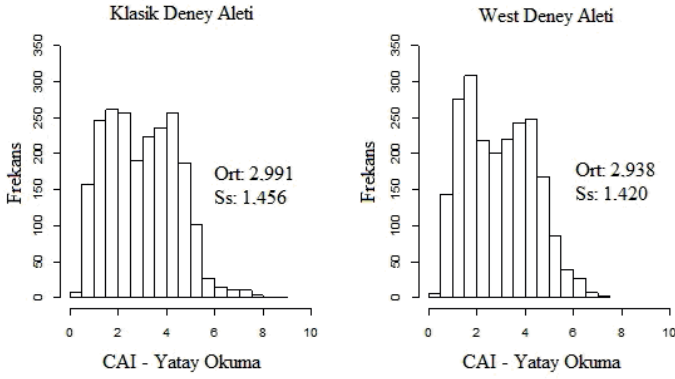 Klasik Deney Aleti
350
300
250
200
150
100
50
0
Frekans
Ort: 2.991
Ss: 1.456
0 2 4 6 8 10
CAI - Yatay Okuma
West Deney Aleti
350
300
250
200
150
100
50
0
Frekans
Ort: 2.938
Ss: 1.420
0 2 4 6 8 10
CAI - Yatay Okuma